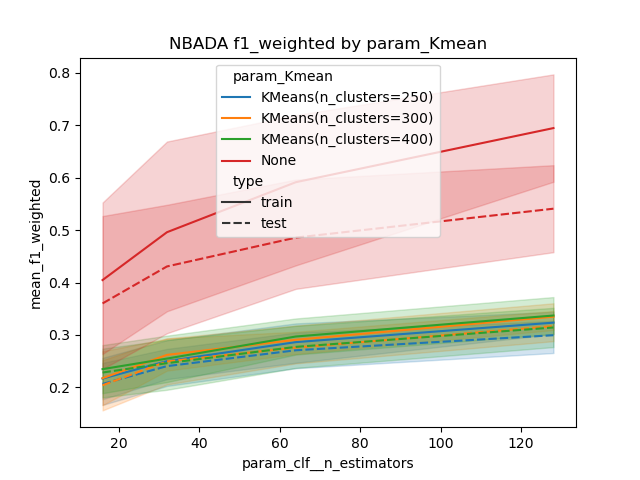 NBADA f1_weighted by param_Kmean
0.8
0.7
0.6
0.5
0.4
0.3
0.2
mean_f1_weighted
param_Kmean
KMeans(n_clusters=250)
KMeans(n_clusters=300)
KMeans(n_clusters=400)
None
type
train
test
20 40 60 80 100 120
param_clf__n_estimators